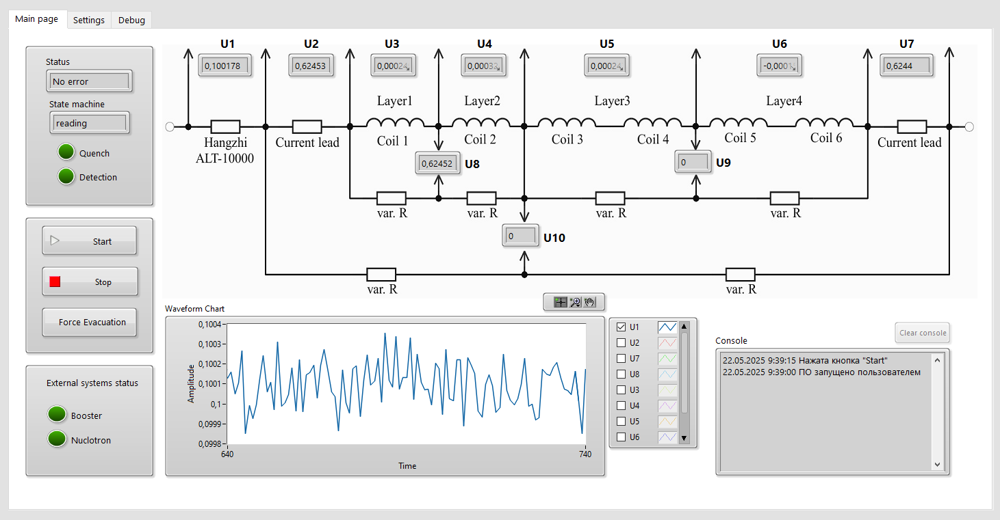 Main page
Settings
Debug
Status
No error
State machine
reading
Quench
Detection
Start
Stop
Force Evacuation
External systems status
Booster
Nuclotron
U1
U2
U3
U4
U5
U6
U7
0,100178
0,62453
0,00024
0,00032
0,00024
0,6244
Layer1
Layer2
Layer3
Layer4
Hangzhi
ALT-10000
Current lead
Coil 1
Coil 2
Coil 3
Coil 4
Coil 5
Coil 6
Current lead
0,62452
U8
0
U9
var. R
var. R
var. R
var. R
0
U10
var. R
var. R
Waveform Chart
0,1004
0,1003
0,1002
0,1001
0,1
0,0999
0,0998
Amplitude
640
740
Time
U1
U2
U7
U8
U3
U4
U5
U6
Clear console
Console
22.05.2025 9:39:15 Нажата кнопка "Start"
22.05.2025 9:39:00 ПО запущено пользователем